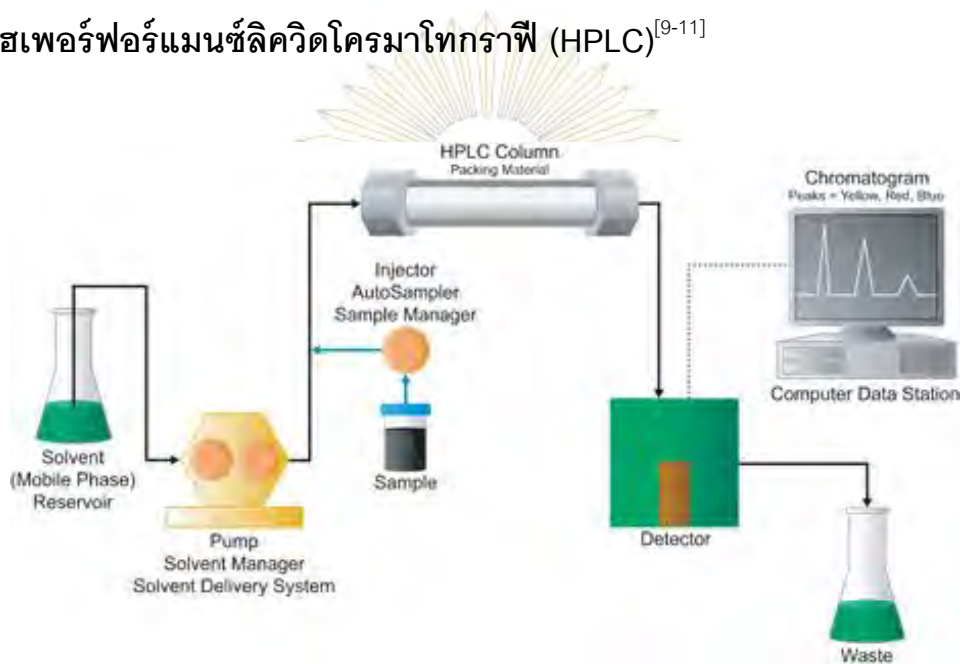 ฮเพอร์ฟอร์แมนซ์ลิควิดโครมาโทกราฟี (HPLC)[9-11]
HPLC Column
Packing Material
Chromatogram
Peaks = Yellow, Red, Blue
Injector
AutoSampler
Sample Manager
Computer Data Station
Solvent
(Mobile Phase)
Reservoir
Sample
Pump
Solvent Manager
Solvent Delivery System
Detector
Waste